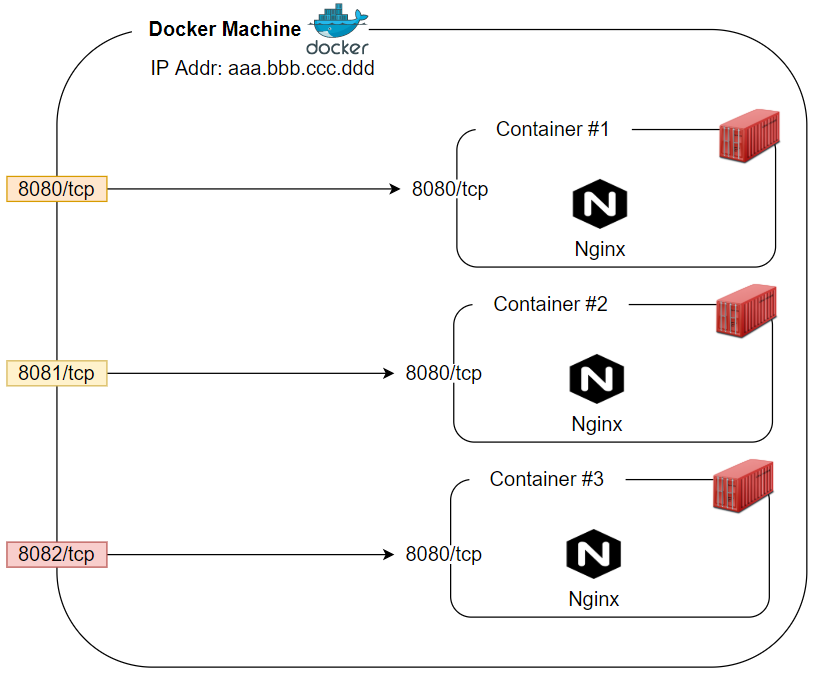 Docker Machine
docker
IP Addr: aaa.bbb.ccc.ddd
Container #1
8080/tcp
8080/tcp
N
Nginx
Container #2
8081/tcp
8080/tcp
N
Nginx
Container #3
8082/tcp
8080/tcp
N
Nginx